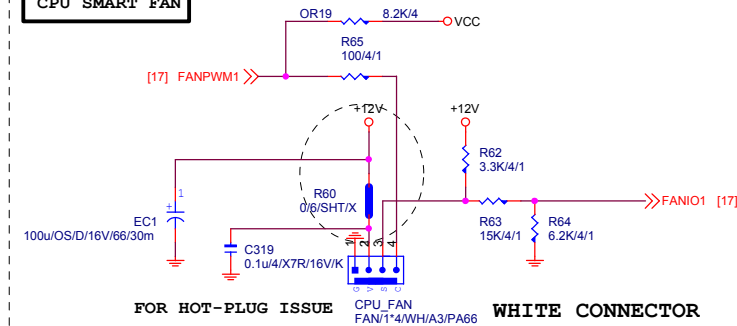 CPU SMART FAN
OR19 8.2K/4 VCC
R65
100/4/1
[17] FANPWM1
+12V +12V
R62
3.3K/4/1
R60
0/6/SHT/X
1
+
EC1
100u/OS/D/16V/66/30m
R63
15K/4/1
R64
6.2K/4/1
FANIO1 [17]
C319
0.1u/4/X7R/16V/K
1 2 3 4
G V S C
FOR HOT-PLUG ISSUE
CPU_FAN
FAN/1*4/WH/A3/PA66
WHITE CONNECTOR